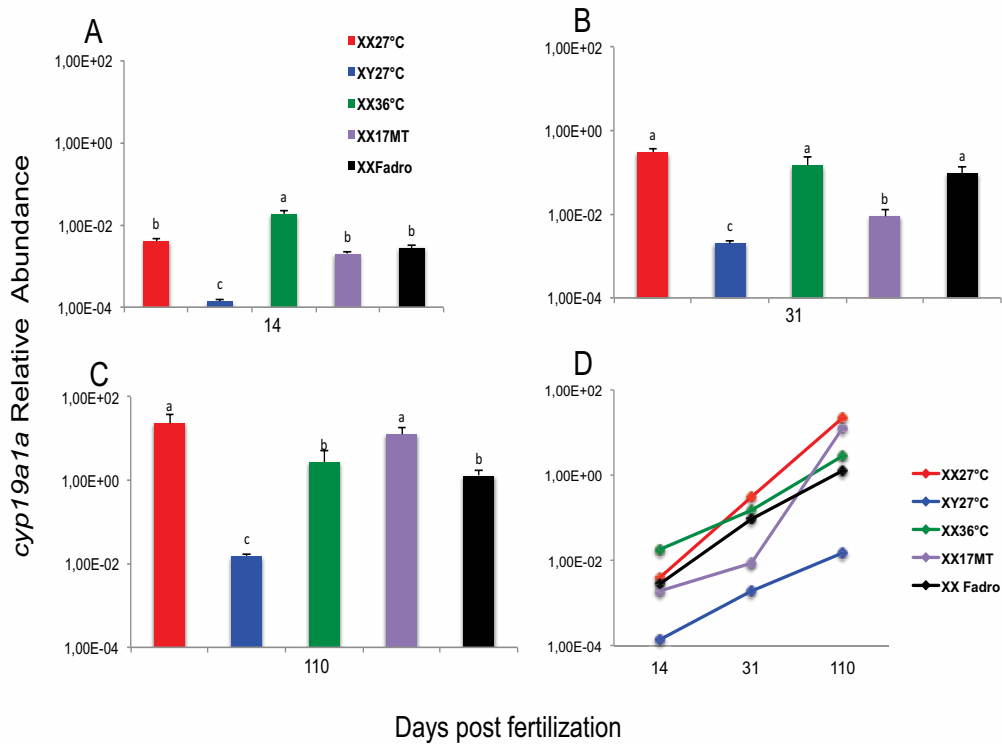 cyp19a1a Relative Abundance
A
XX27°C
XY27°C
XX36°C
XX17MT
XXFadro
1,00E+02
1,00E+00
1,00E-02
1,00E-04
b
c
a
b
b
14
B
1,00E+02
1,00E+00
1,00E-02
1,00E-04
a
c
a
b
a
31
C
1,00E+02
1,00E+00
1,00E-02
1,00E-04
a
c
b
a
b
110
D
1,00E+02
1,00E+00
1,00E-02
1,00E-04
14 31 110
XX27°C
XY27°C
XX36°C
XX17MT
XX Fadro
Days post fertilization